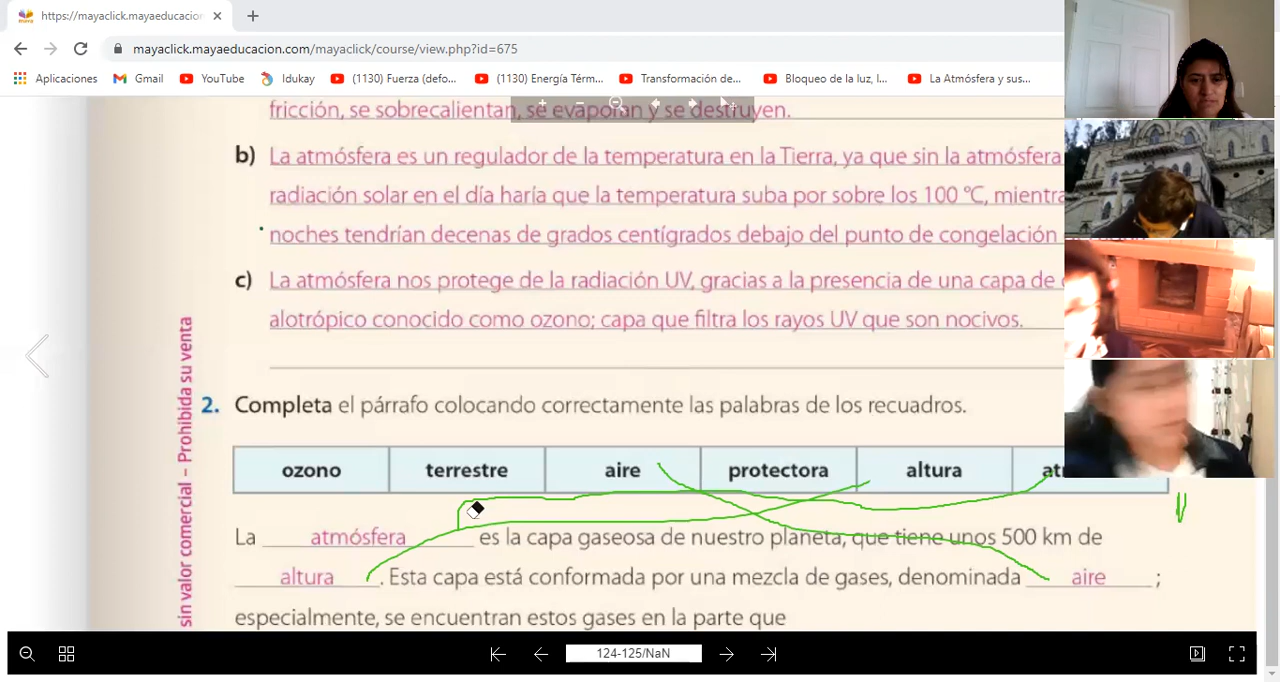 https://mayaclick.mayaeducacion
mayaclick.mayaeducacion.com/mayaclick/course/view.php?id=675
Aplicaciones Gmail YouTube Idukay (1130) Fuerza (defo... (1130) Energía Térm... Transformación de... Bloqueo de la luz, l... La Atmósfera y sus...
fricción, se sobrecalientan, se evaporan y se destruyen.
b) La atmósfera es un regulador de la temperatura en la Tierra, ya que sin la atmósfera
radiación solar en el día haría que la temperatura suba por sobre los 100 °C, mientra
noches tendrían decenas de grados centígrados debajo del punto de congelación
c) La atmósfera nos protege de la radiación UV, gracias a la presencia de una capa de
alotrópico conocido como ozono; capa que filtra los rayos UV que son nocivos.
sin valor comercial – Prohibida su venta
2. Completa el párrafo colocando correctamente las palabras de los recuadros.
ozono terrestre aire protectora altura
La atmósfera es la capa gaseosa de nuestro planeta, que tiene unos 500 km de
altura. Esta capa está conformada por una mezcla de gases, denominada aire;
especialmente, se encuentran estos gases en la parte que
124-125/NaN